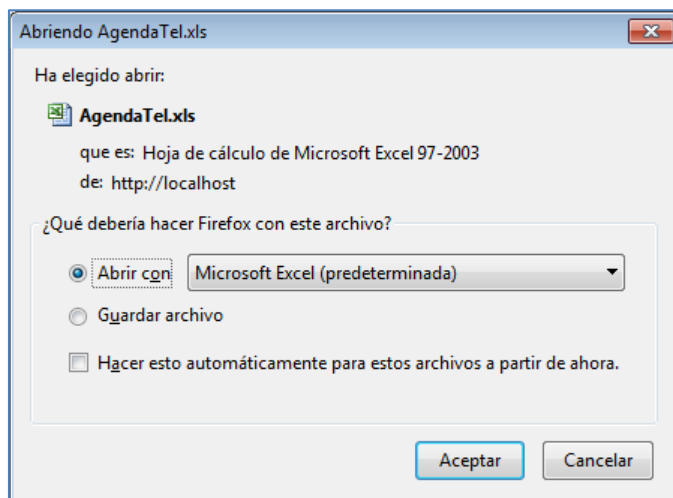 Abriendo AgendaTel.xls
Ha elegido abrir:
AgendaTel.xls
que es: Hoja de cálculo de Microsoft Excel 97-2003
de: http://localhost
¿Qué debería hacer Firefox con este archivo?
Abrir con Microsoft Excel (predeterminada)
Guardar archivo
Hacer esto automáticamente para estos archivos a partir de ahora.
Aceptar Cancelar